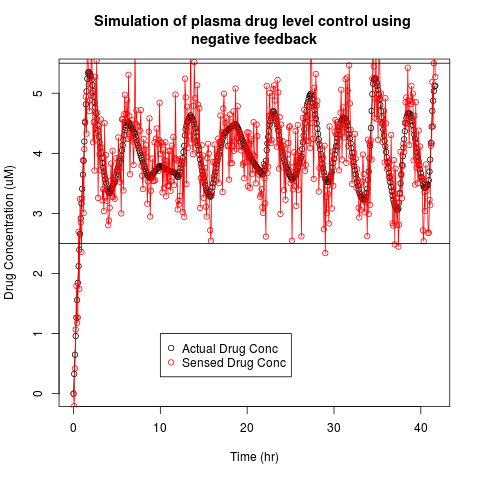 Simulation of plasma drug level control using
negative feedback
Drug Concentration (uM)
5
4
3
2
1
0
Actual Drug Conc
Sensed Drug Conc
0 10 20 30 40
Time (hr)